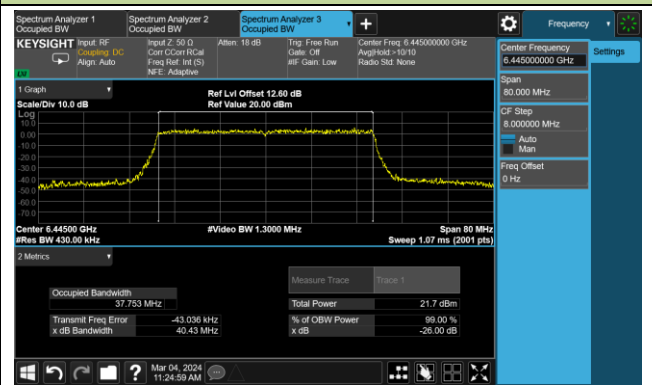 Spectrum Analyzer 1
Occupied BW
Spectrum Analyzer 2
Occupied BW
Spectrum Analyzer 3
Occupied BW
Frequency
KEYSIGHT
Input: RF
Coupling: DC
Align: Auto
Input Z: 50 Ω
Corr CCorr RCal
Freq Ref: Int (S)
NFE: Adaptive
Atten: 18 dB
Trig: Free Run
Gate: Off
#IF Gain: Low
Center Freq: 6.445000000 GHz
Avg|Hold:>10/10
Radio Std: None
Center Frequency
6.445000000 GHz
Settings
Span
80.000 MHz
CF Step
8.000000 MHz
Auto
Man
Freq Offset
0 Hz
1 Graph
Scale/Div 10.0 dB
Ref Lvl Offset 12.60 dB
Ref Value 20.00 dBm
Log
10.0
0.00
-10.0
-20.0
-30.0
-40.0
-50.0
-60.0
-70.0
Center 6.44500 GHz
#Res BW 430.00 kHz
#Video BW 1.3000 MHz
Span 80 MHz
Sweep 1.07 ms (2001 pts)
2 Metrics
Measure Trace
Trace 1
Occupied Bandwidth
37.753 MHz
Total Power
21.7 dBm
Transmit Freq Error
-43.036 kHz
% of OBW Power
99.00 %
x dB Bandwidth
40.43 MHz
x dB
-26.00 dB
Mar 04, 2024
11:24:59 AM